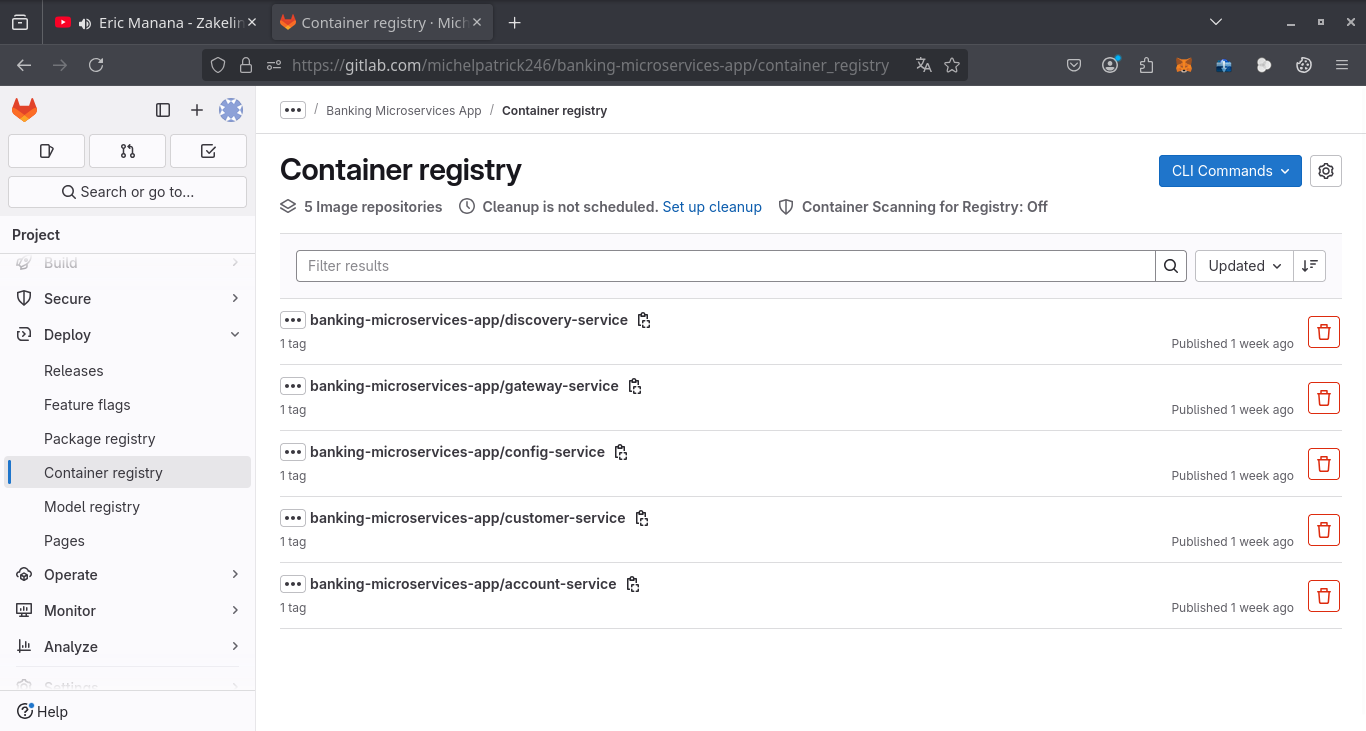 Eric Manana - Zakelin
Container registry · Mich
https://gitlab.com/michelpatrick246/banking-microservices-app/container_registry
Banking Microservices App / Container registry
Search or go to...
Project
Build
Secure
Deploy
Releases
Feature flags
Package registry
Container registry
Model registry
Pages
Operate
Monitor
Analyze
Settings
Help
Container registry
CLI Commands
5 Image repositories
Cleanup is not scheduled. Set up cleanup
Container Scanning for Registry: Off
Filter results
Updated
banking-microservices-app/discovery-service
1 tag
Published 1 week ago
banking-microservices-app/gateway-service
1 tag
Published 1 week ago
banking-microservices-app/config-service
1 tag
Published 1 week ago
banking-microservices-app/customer-service
1 tag
Published 1 week ago
banking-microservices-app/account-service
1 tag
Published 1 week ago